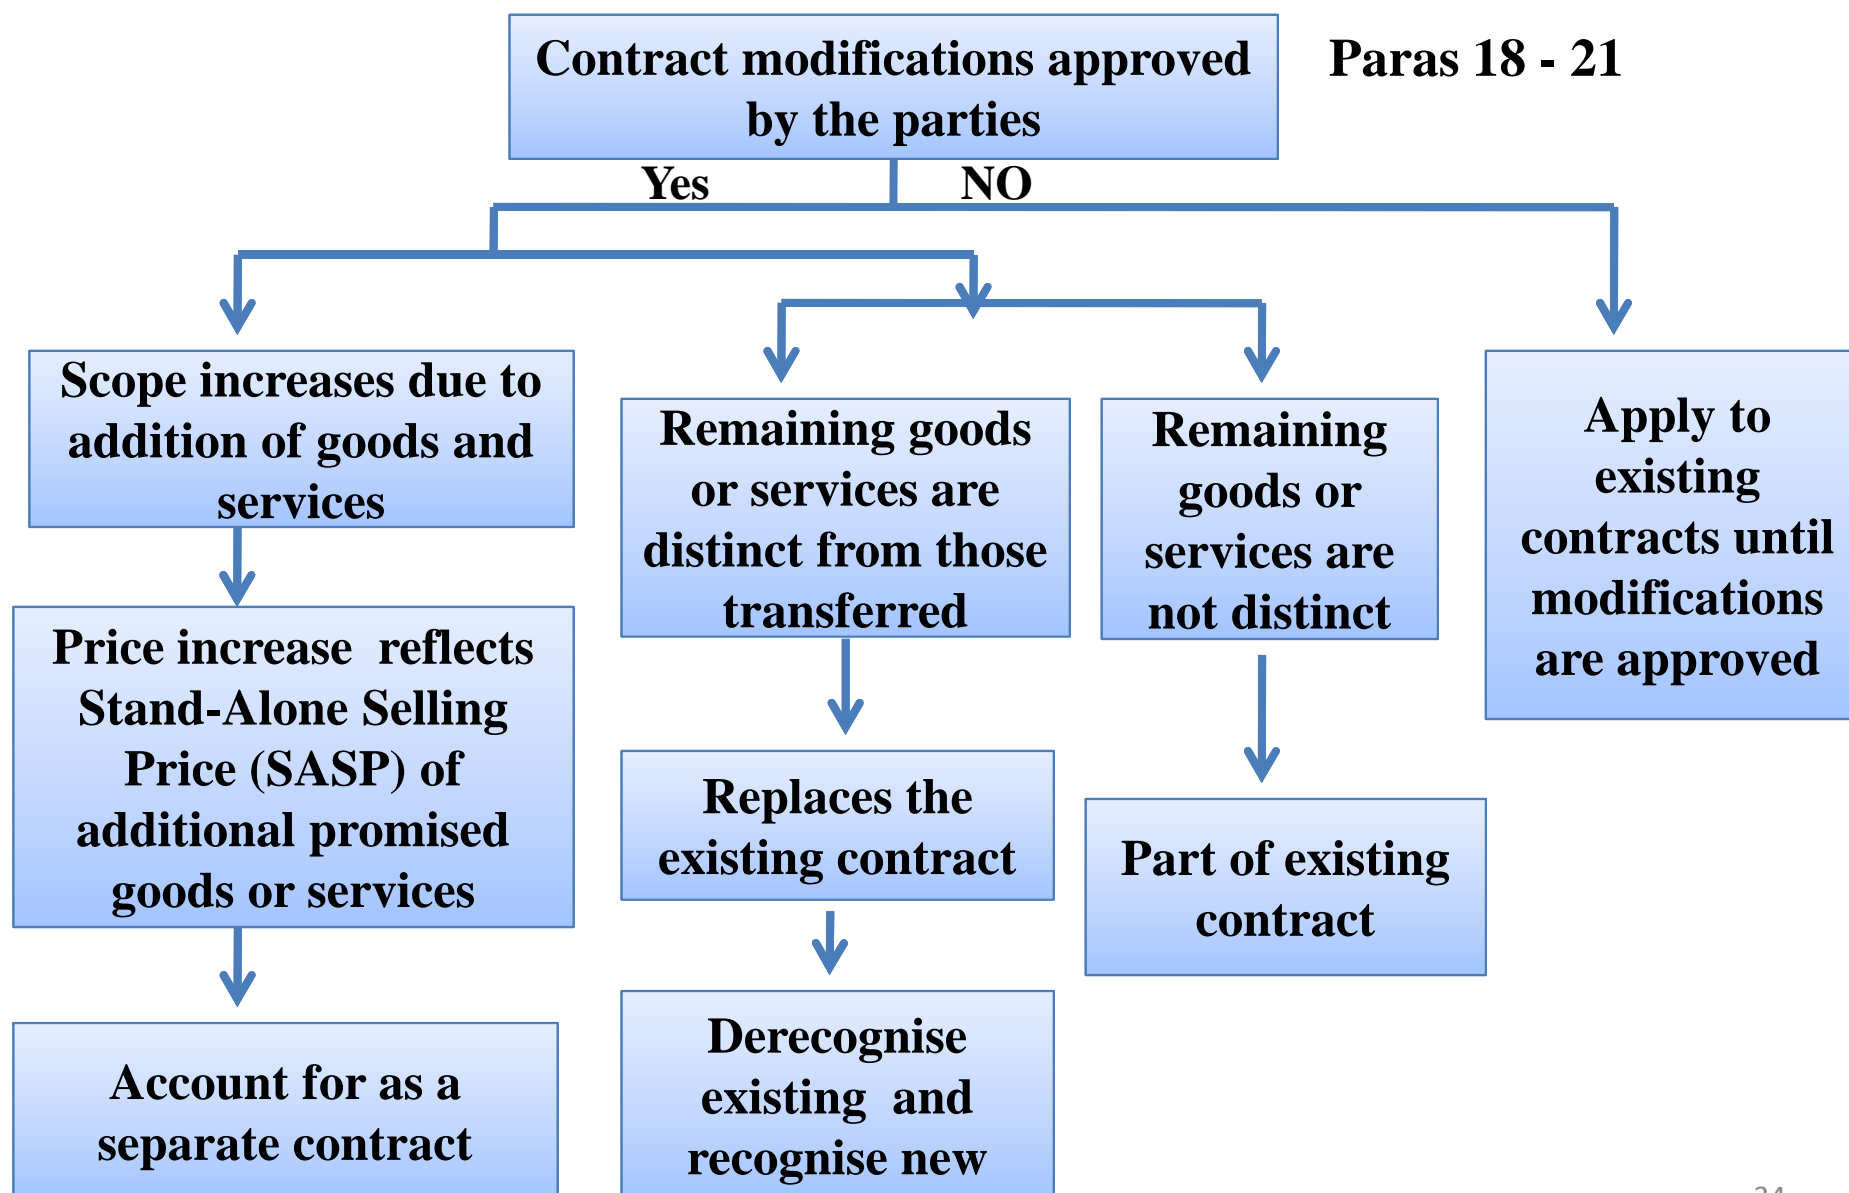 Contract modifications approved
by the parties
Paras 18 - 21
Yes
NO
Scope increases due to
addition of goods and
services
Price increase reflects
Stand-Alone Selling
Price (SASP) of
additional promised
goods or services
Account for as a
separate contract
Remaining goods
or services are
distinct from those
transferred
Replaces the
existing contract
Derecognise
existing and
recognise new
Remaining
goods or
services are
not distinct
Part of existing
contract
Apply to
existing
contracts until
modifications
are approved